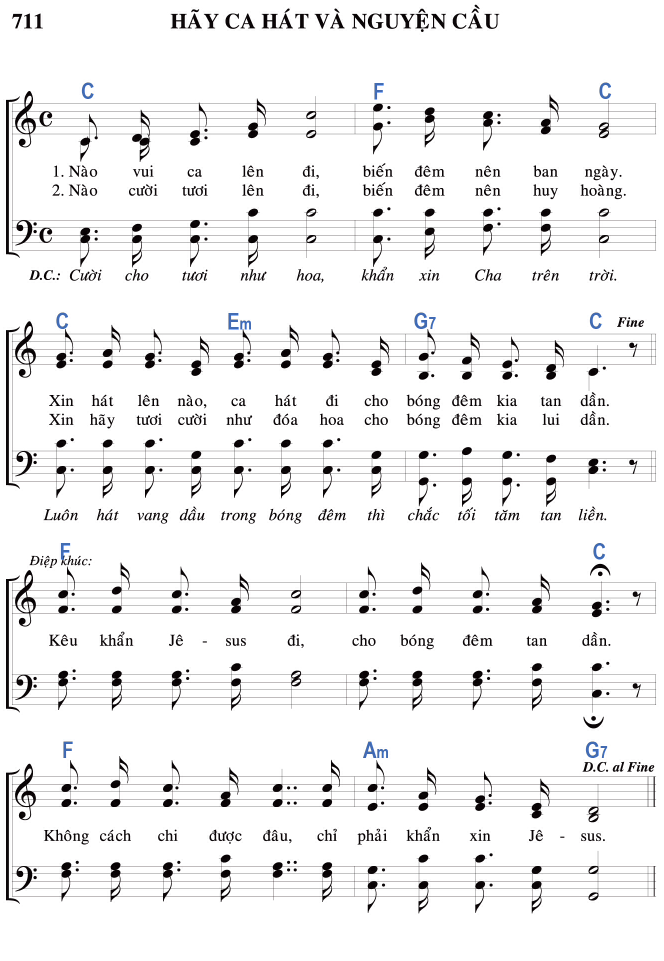 711 HÃY CA HÁT VÀ NGUYỆN CẦU
C F C
1. Nào vui ca lên đi, biến đêm nên ban ngày.
2. Nào cười tươi lên đi, biến đêm nên huy hoàng.
D.C.: Cười cho tươi như hoa, khẩn xin Cha trên trời.
C Em G7 C Fine
Xin hát lên nào, ca hát đi cho bóng đêm kia tan dần.
Xin hãy tươi cười như đóa hoa cho bóng đêm kia lui dần.
Luôn hát vang dầu trong bóng đêm thì chắc tối tăm tan liền.
F C
Điệp khúc:
Kêu khẩn Jê - sus đi, cho bóng đêm tan dần.
F Am G7
D.C. al Fine
Không cách chi được đâu, chỉ phải khẩn xin Jê - sus.